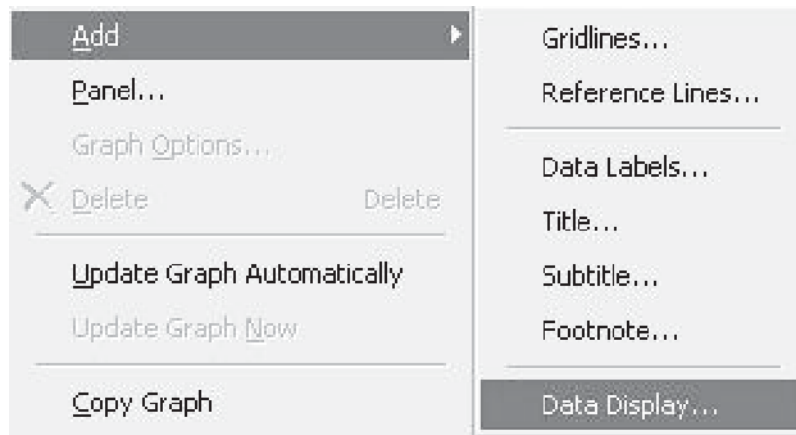 Add
Panel...
Graph Options...
Delete Delete
Update Graph Automatically
Update Graph Now
Copy Graph
Gridlines...
Reference Lines...
Data Labels...
Title...
Subtitle...
Footnote...
Data Display...